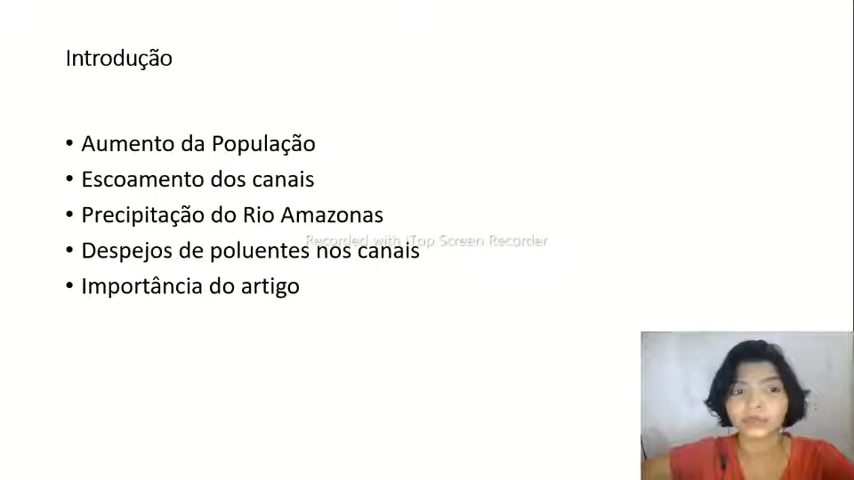 Introdução
• Aumento da População
• Escoamento dos canais
• Precipitação do Rio Amazonas
• Despejos de poluentes nos canais
Recorded with iTop Screen Recorder
• Importância do artigo